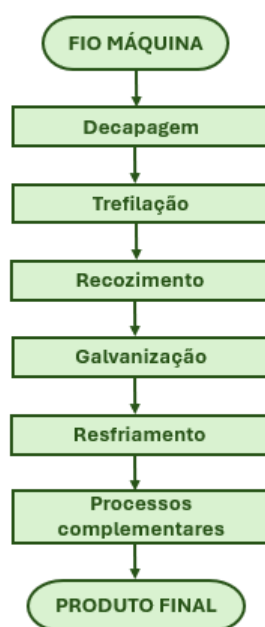 FIO MÁQUINA
Decapagem
Trefilação
Recozimento
Galvanização
Resfriamento
Processos
complementares
PRODUTO FINAL